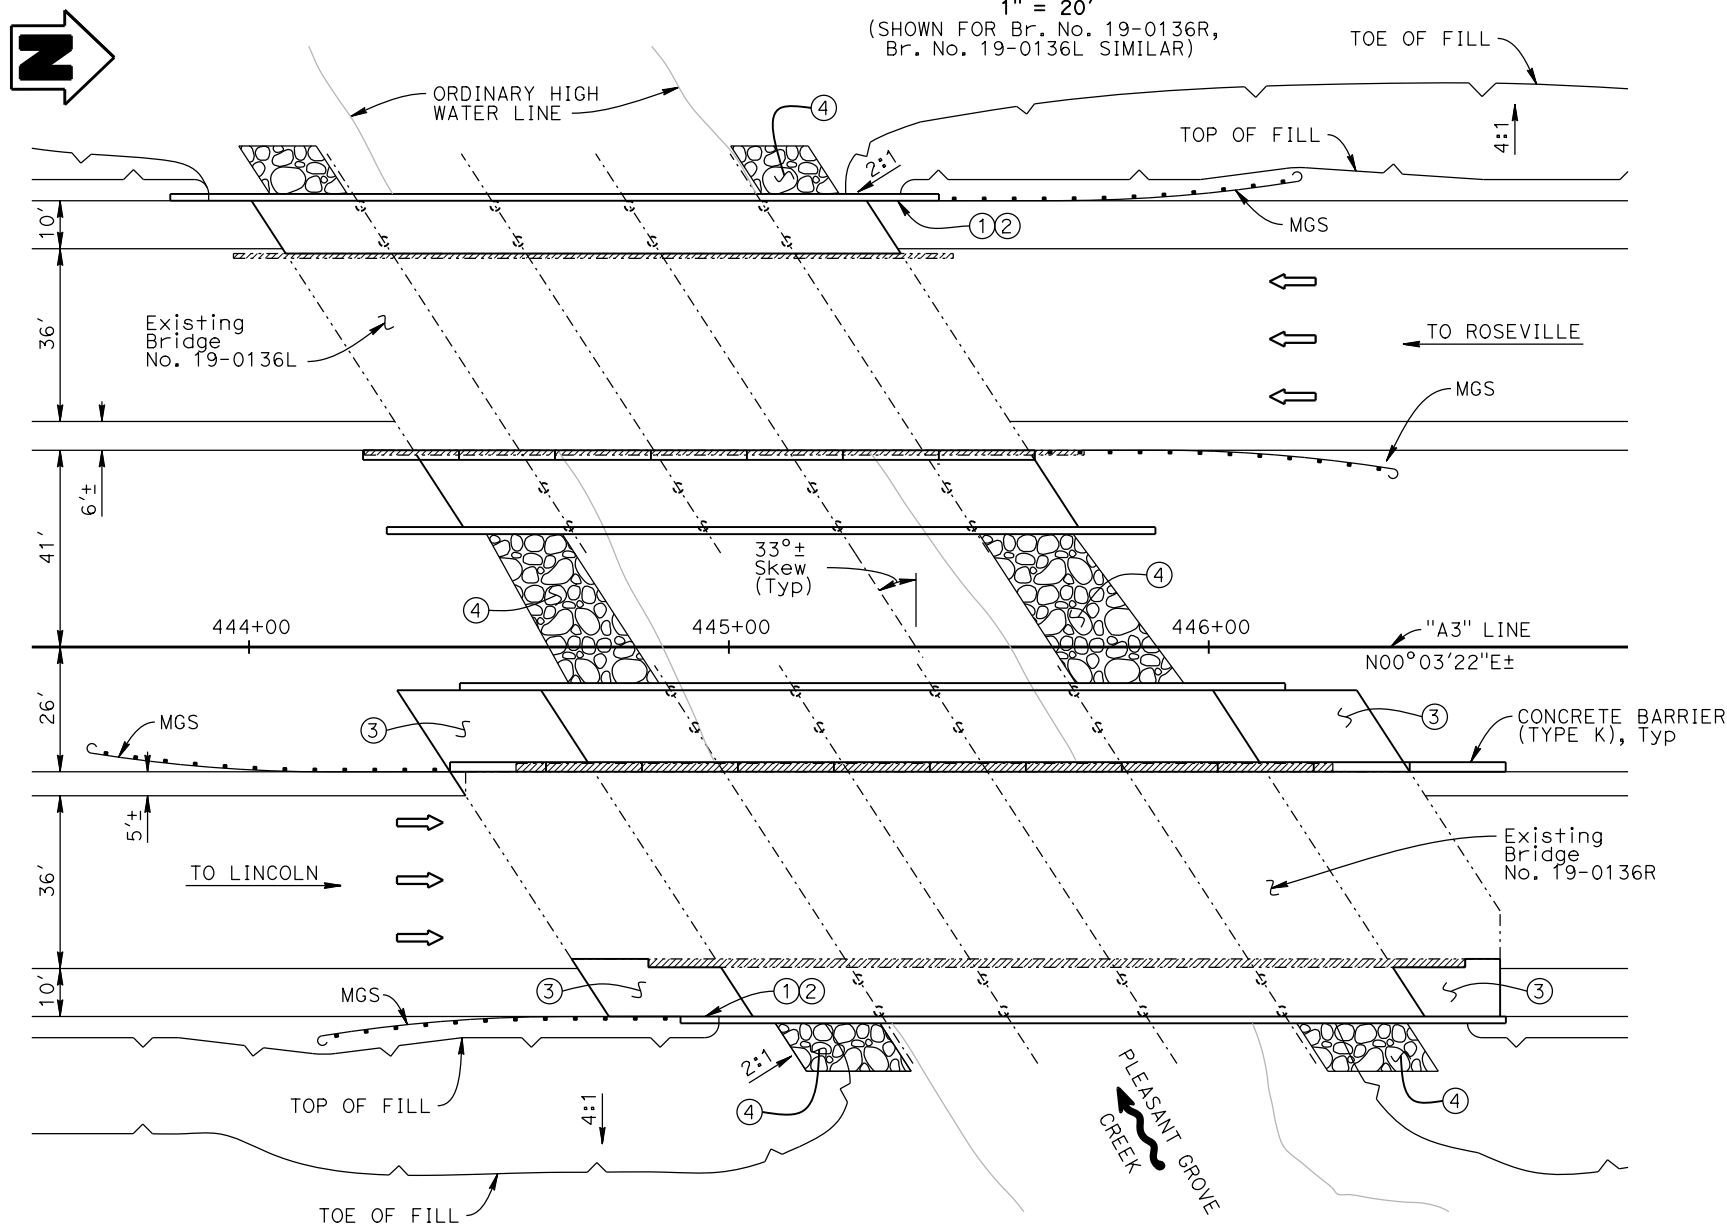 1" = 20'
(SHOWN FOR Br. No. 19-0136R,
Br. No. 19-0136L SIMILAR)
N
TOE OF FILL
ORDINARY HIGH
WATER LINE
4
TOP OF FILL
4:1
2:1
10'
1 2
MGS
36'
Existing
Bridge
No. 19-0136L
TO ROSEVILLE
MGS
6'±
41'
33°±
Skew
(Typ)
4
4
444+00
445+00
446+00
"A3" LINE
N00°03'22"E±
26'
MGS
3
3
CONCRETE BARRIER
(TYPE K), Typ
5'±
36'
TO LINCOLN
Existing
Bridge
No. 19-0136R
10'
MGS
3
1 2
3
2:1
TOP OF FILL
4:1
4
4
PLEASANT GROVE
CREEK
TOE OF FILL